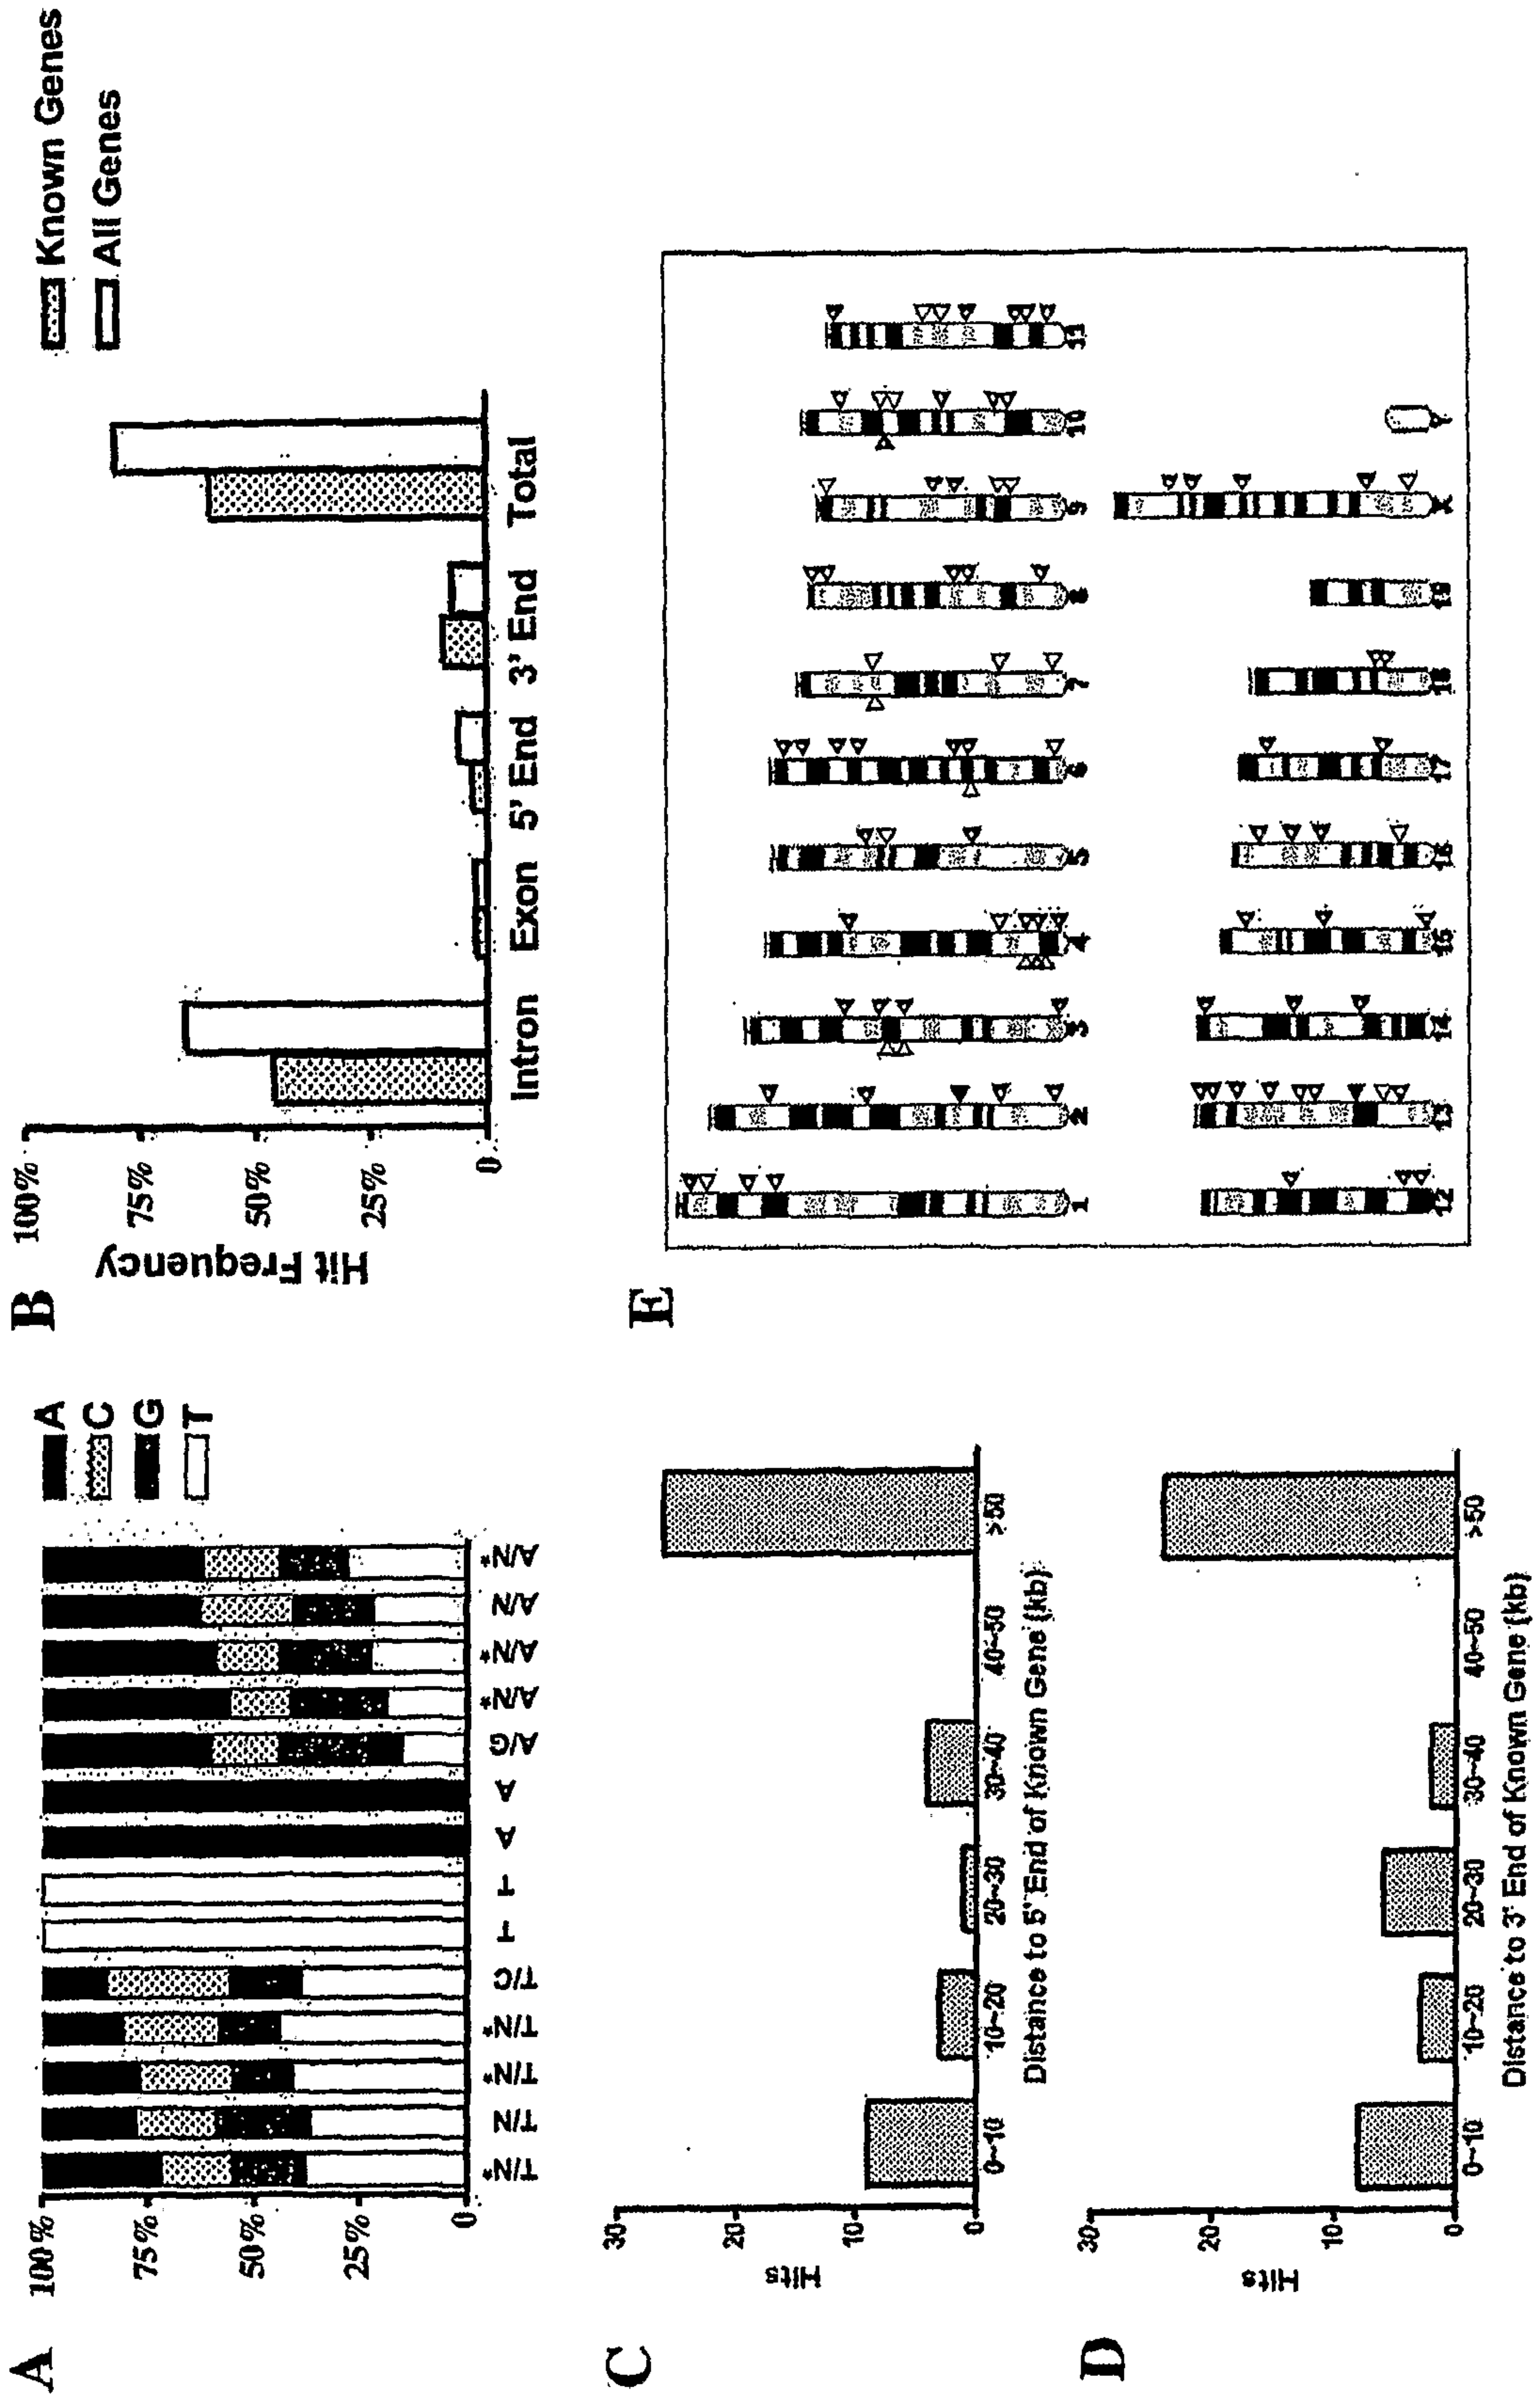 A
100%
75%
50%
25%
0
T/N*
T/N
T/N*
T/N*
T/C
T
T
A
A
A/G
A/N*
A/N*
A/N
A/N*
A
C
G
T
B
Hit Frequency
100%
75%
50%
25%
0
Intron
Exon
5' End
3' End
Total
Known Genes
All Genes
C
Hits
30
20
10
0
0~10
10~20
20~30
30~40
40~50
>50
Distance to 5' End of Known Gene (kb)
D
Hits
30
20
10
0
0~10
10~20
20~30
30~40
40~50
>50
Distance to 3' End of Known Gene (kb)
E
1
2
3
4
5
6
7
8
9
10
11
12
13
14
15
16
17
18
19
X
Y